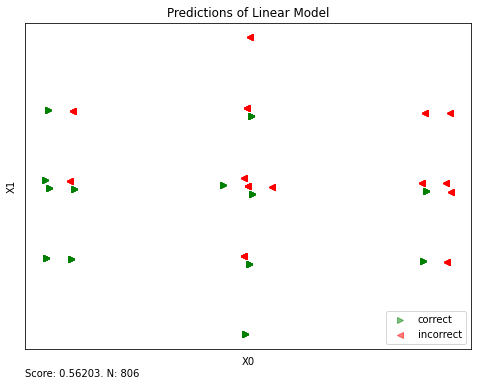 Predictions of Linear Model
X1
correct
incorrect
X0
Score: 0.56203. N: 806